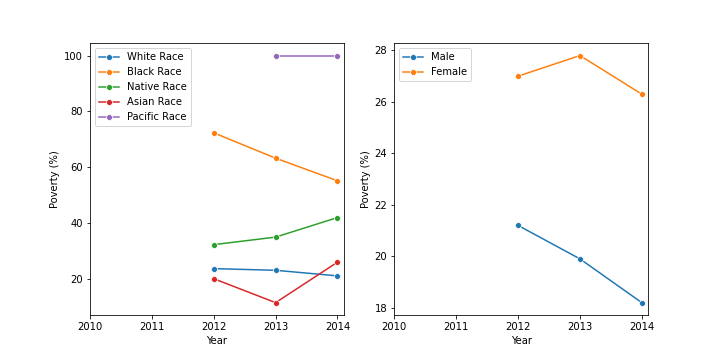 White Race
Black Race
Native Race
Asian Race
Pacific Race
100
80
60
40
20
Poverty (%)
2010 2011 2012 2013 2014
Year
Male
Female
28
26
24
22
20
18
Poverty (%)
2010 2011 2012 2013 2014
Year